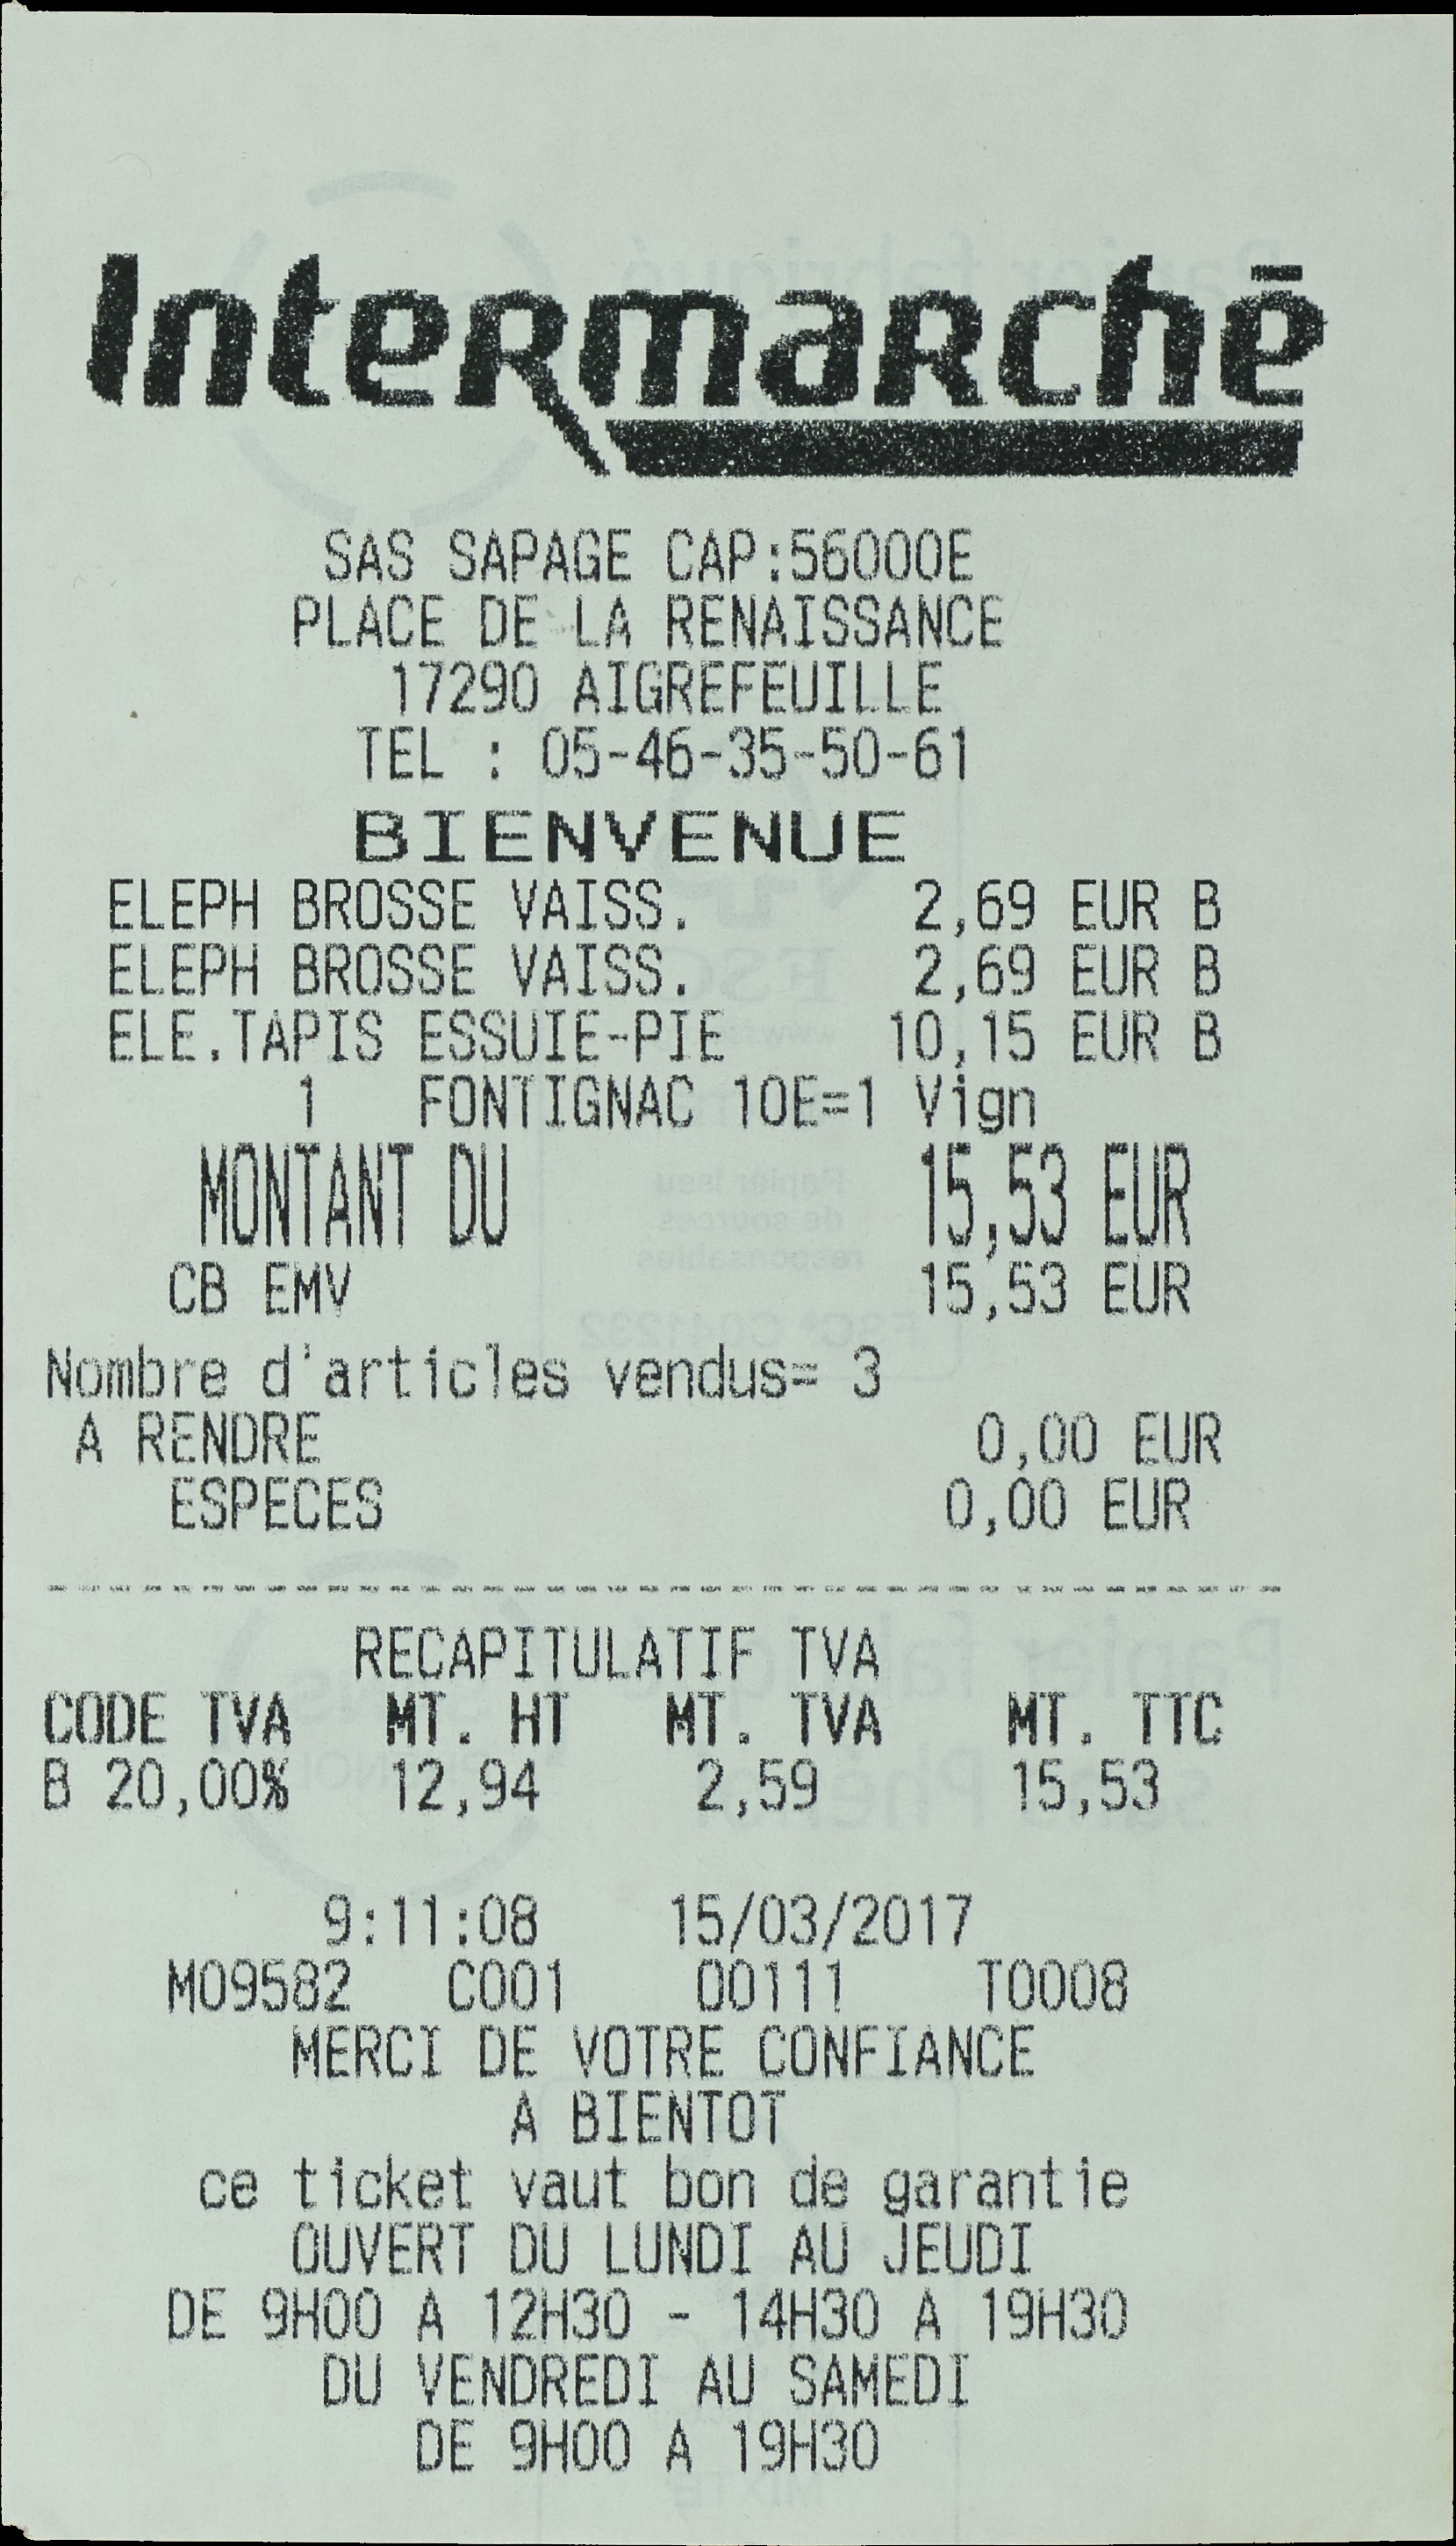 Intermarché
SAS SAPAGE CAP:56000E
PLACE DE LA RENAISSANCE
17290 AIGREFEUILLE
TEL : 05-46-35-50-61
BIENVENUE
ELEPH BROSSE VAISS. 2,69 EUR B
ELEPH BROSSE VAISS. 2,69 EUR B
ELE.TAPIS ESSUIE-PIE 10,15 EUR B
1 FONTIGNAC 10E=1 Vign
MONTANT DU 15,53 EUR
CB EMV 15,53 EUR
Nombre d'articles vendus= 3
A RENDRE 0,00 EUR
ESPECES 0,00 EUR
RECAPITULATIF TVA
CODE TVA MT. HT MT. TVA MT. TTC
B 20,00% 12,94 2,59 15,53
9:11:08 15/03/2017
M09582 C001 00111 T0008
MERCI DE VOTRE CONFIANCE
A BIENTOT
ce ticket vaut bon de garantie
OUVERT DU LUNDI AU JEUDI
DE 9H00 A 12H30 - 14H30 A 19H30
DU VENDREDI AU SAMEDI
DE 9H00 A 19H30